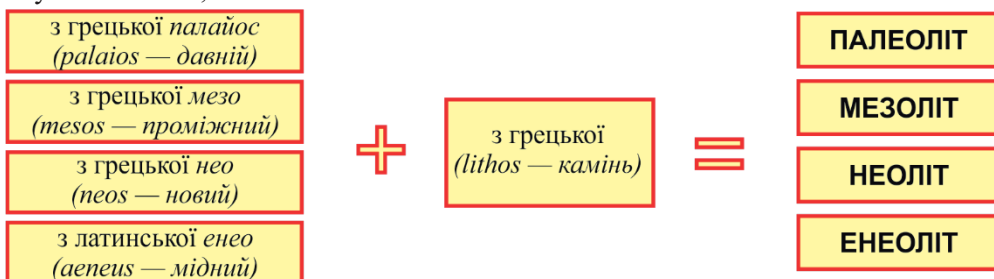 з грецької палайос
(palaios — давній)
з грецької мезо
(mesos — проміжний)
з грецької нео
(neos — новий)
з латинської енео
(aeneus — мідний)
+
з грецької
(lithos — камінь)
=
ПАЛЕОЛІТ
МЕЗОЛІТ
НЕОЛІТ
ЕНЕОЛІТ